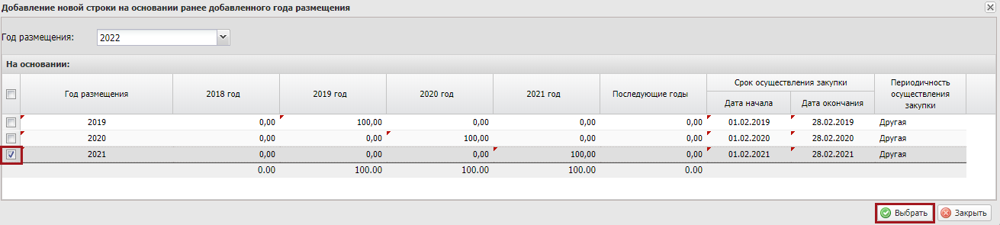 Добавление новой строки на основании ранее добавленного года размещения
Год размещения: 2022
На основании:
Год размещения 2018 год 2019 год 2020 год 2021 год Последующие годы Срок осуществления закупки Дата начала Дата окончания Периодичность осуществления закупки
2019 0,00 100,00 0,00 0,00 0,00 01.02.2019 28.02.2019 Другая
2020 0,00 0,00 100,00 0,00 0,00 01.02.2020 28.02.2020 Другая
2021 0,00 0,00 0,00 100,00 0,00 01.02.2021 28.02.2021 Другая
0.00 100.00 100.00 100.00 0.00
Выбрать Закрыть